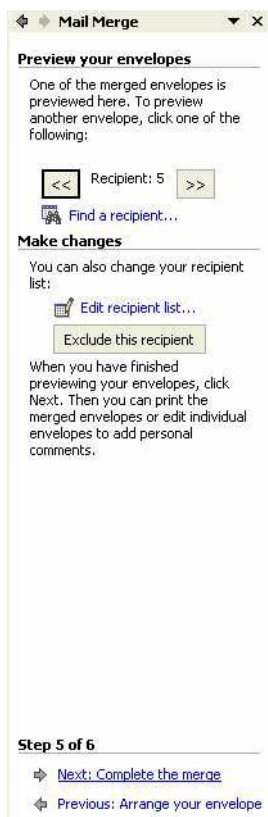 Mail Merge
Preview your envelopes
One of the merged envelopes is
previewed here. To preview
another envelope, click one of the
following:
<< Recipient: 5 >>
Find a recipient...
Make changes
You can also change your recipient
list:
Edit recipient list...
Exclude this recipient
When you have finished
previewing your envelopes, click
Next. Then you can print the
merged envelopes or edit individual
envelopes to add personal
comments.
Step 5 of 6
Next: Complete the merge
Previous: Arrange your envelope